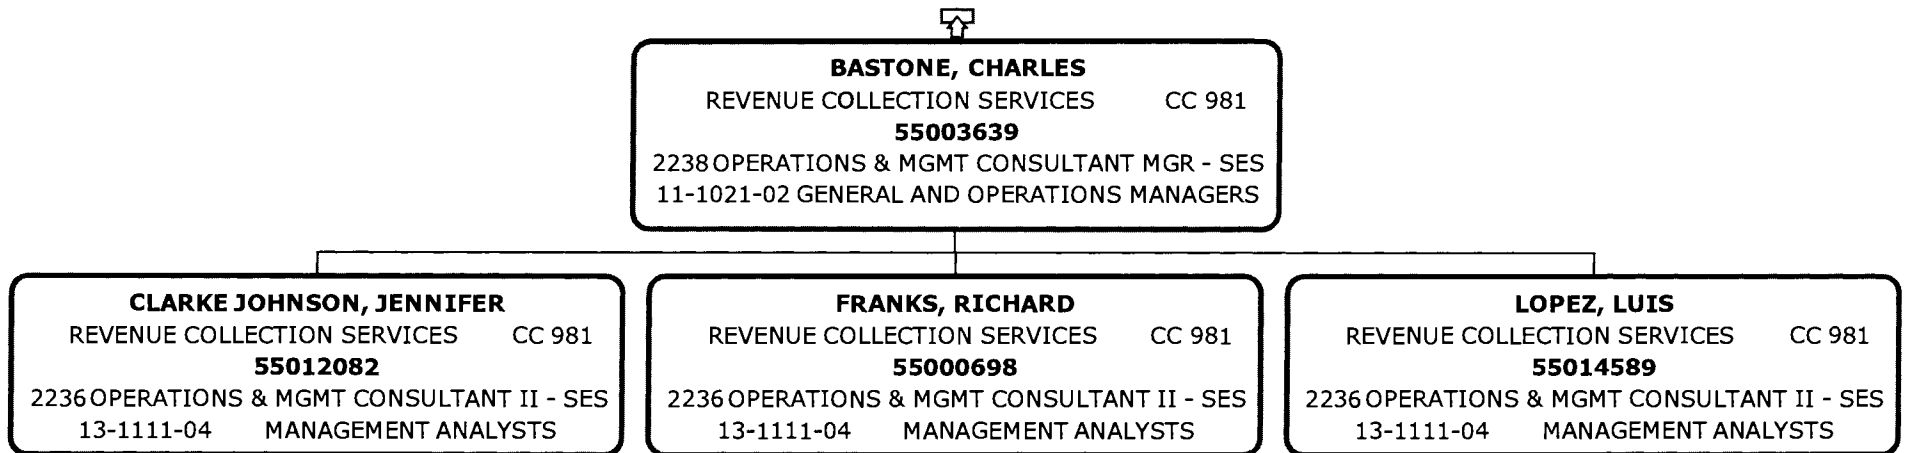 BASTONE, CHARLES
REVENUE COLLECTION SERVICES CC 981
55003639
2238 OPERATIONS & MGMT CONSULTANT MGR - SES
11-1021-02 GENERAL AND OPERATIONS MANAGERS
CLARKE JOHNSON, JENNIFER
REVENUE COLLECTION SERVICES CC 981
55012082
2236 OPERATIONS & MGMT CONSULTANT II - SES
13-1111-04 MANAGEMENT ANALYSTS
FRANKS, RICHARD
REVENUE COLLECTION SERVICES CC 981
55000698
2236 OPERATIONS & MGMT CONSULTANT II - SES
13-1111-04 MANAGEMENT ANALYSTS
LOPEZ, LUIS
REVENUE COLLECTION SERVICES CC 981
55014589
2236 OPERATIONS & MGMT CONSULTANT II - SES
13-1111-04 MANAGEMENT ANALYSTS